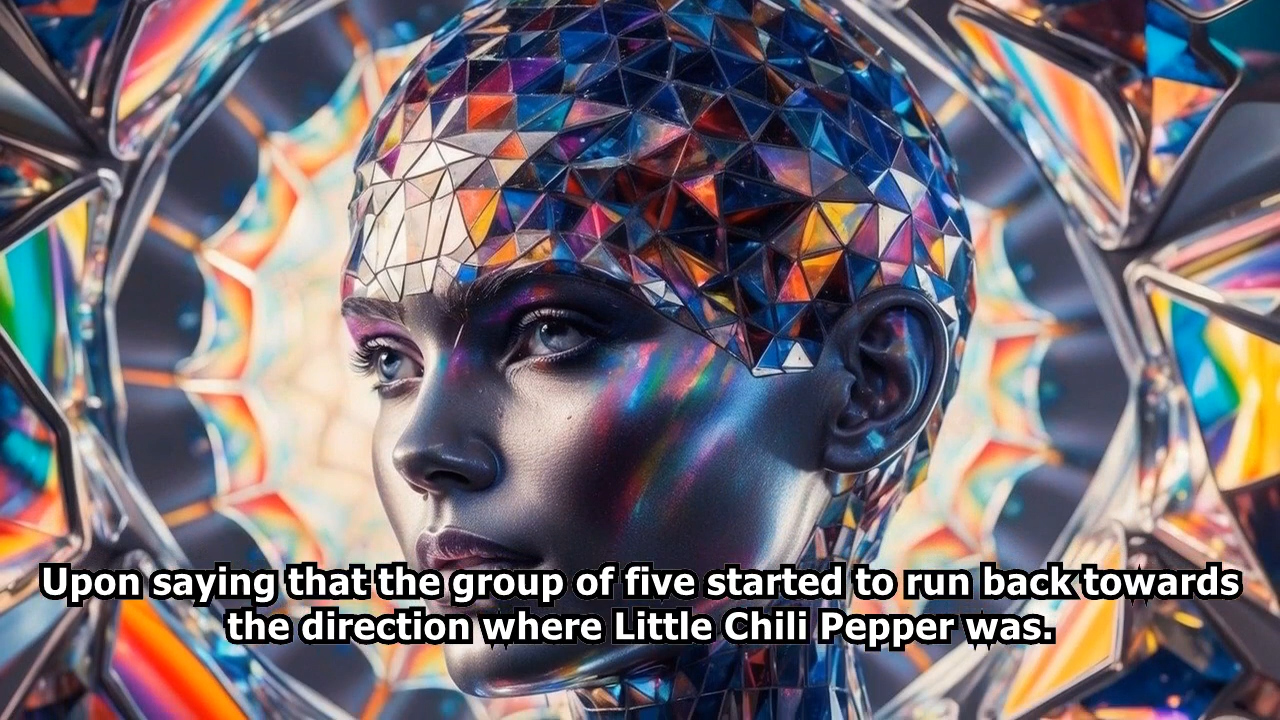 Upon saying that the group of five started to run back towards
the direction where Little Chili Pepper was.